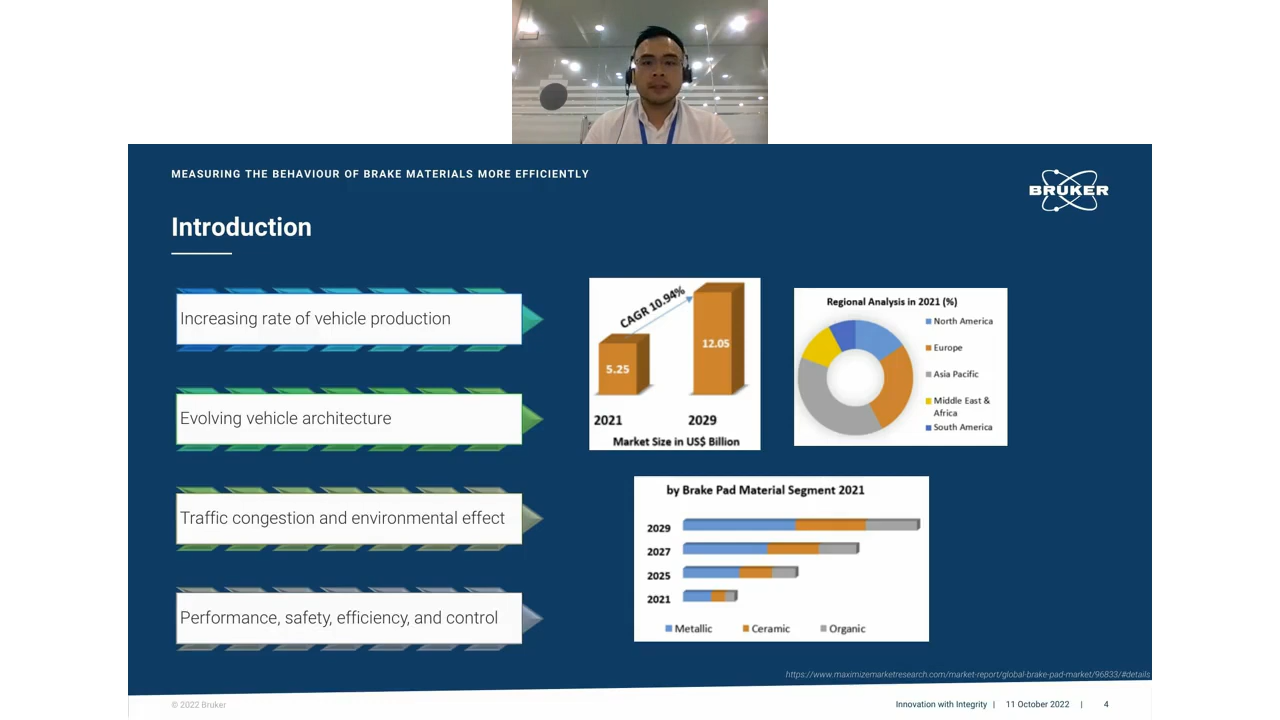 MEASURING THE BEHAVIOUR OF BRAKE MATERIALS MORE EFFICIENTLY
BRUKER
Introduction
Increasing rate of vehicle production
Evolving vehicle architecture
Traffic congestion and environmental effect
Performance, safety, efficiency, and control
CAGR 10.94%
5.25
12.05
2021
2029
Market Size in US$ Billion
Regional Analysis in 2021 (%)
North America
Europe
Asia Pacific
Middle East &
Africa
South America
by Brake Pad Material Segment 2021
2029
2027
2025
2021
Metallic
Ceramic
Organic
https://www.maximizemarketresearch.com/market-report/global-brake-pad-market/96833/#details
© 2022 Bruker
Innovation with Integrity | 11 October 2022 | 4